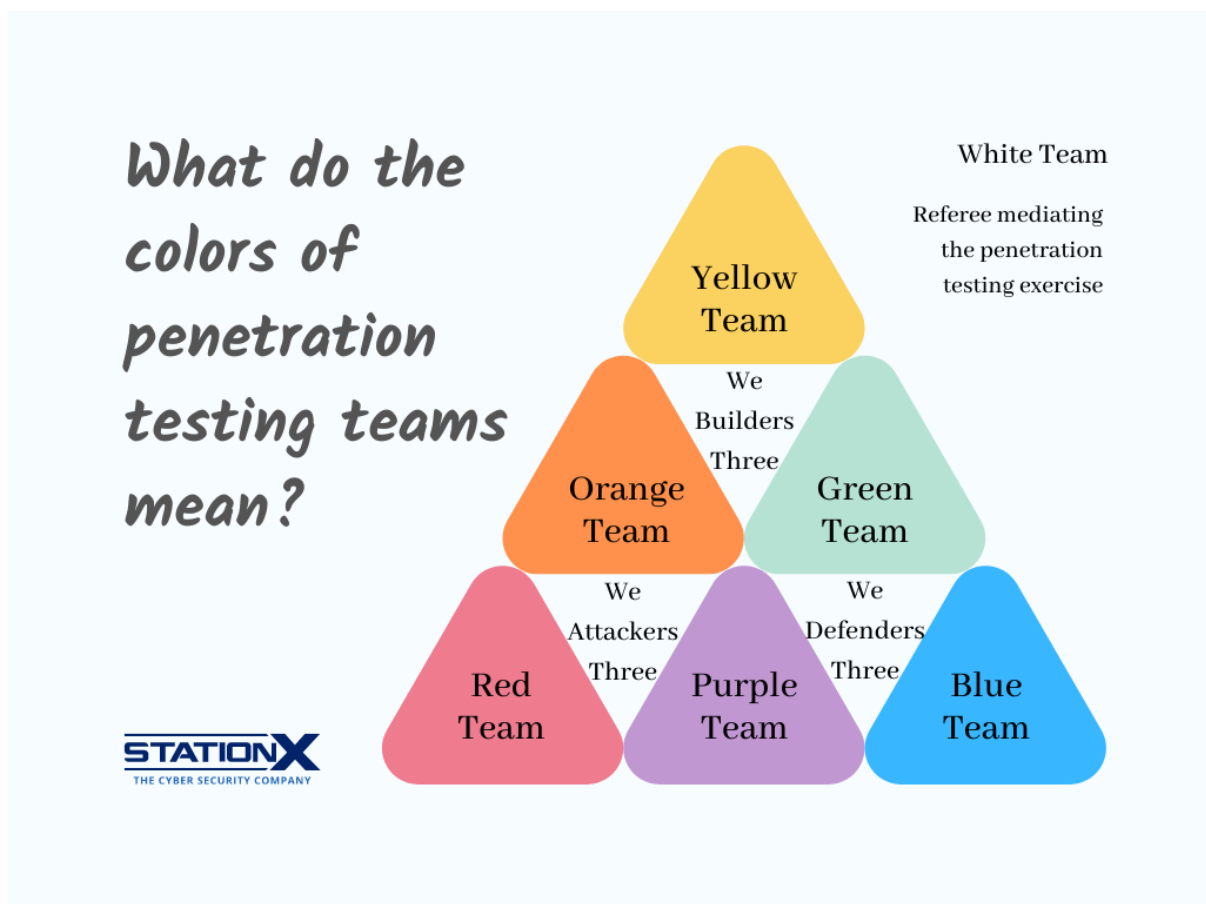 What do the
colors of
penetration
testing teams
mean?
White Team
Referee mediating
the penetration
testing exercise
Yellow
Team
We
Builders
Three
Orange
Team
Green
Team
We
Attackers
Three
We
Defenders
Three
Red
Team
Purple
Team
Blue
Team
STATIONX
THE CYBER SECURITY COMPANY